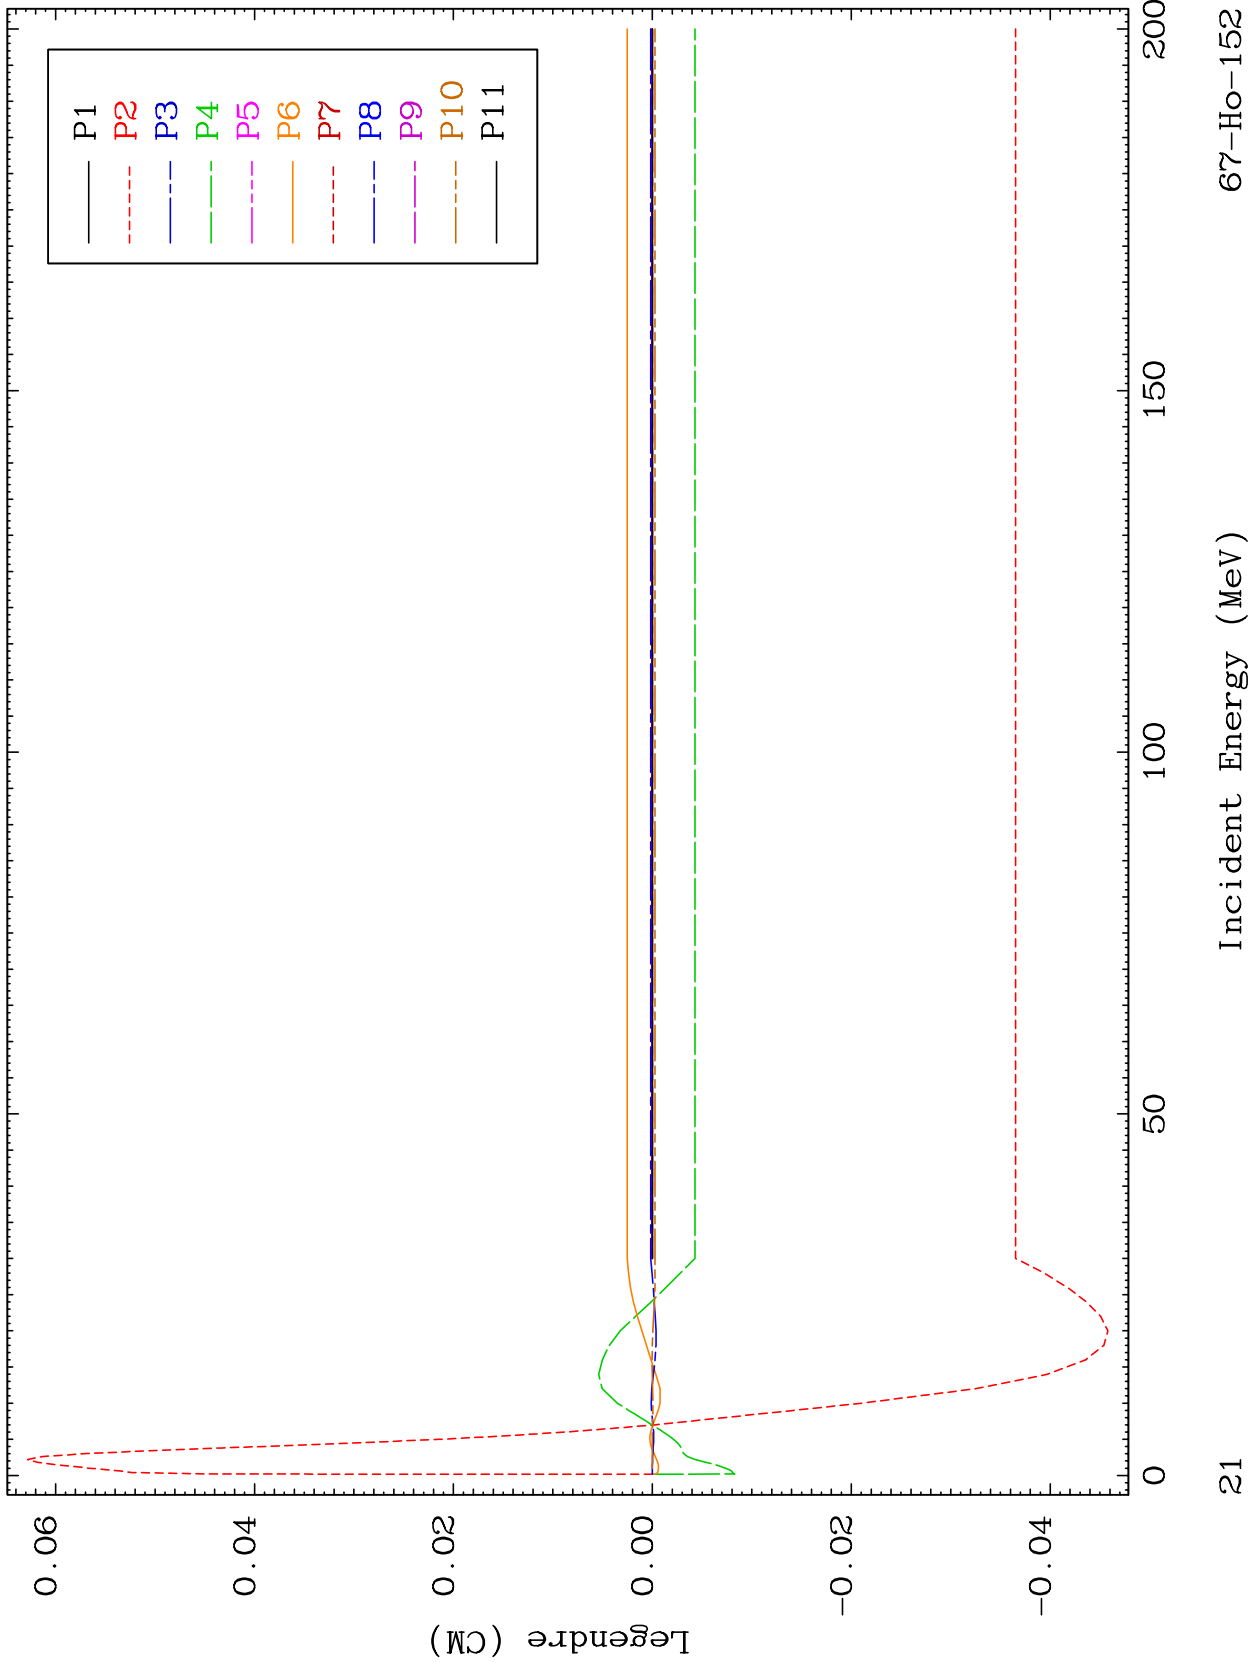 P1
P2
P3
P4
P5
P6
P7
P8
P9
P10
P11
0.06
0.04
0.02
0.00
-0.02
-0.04
Legendre (CM)
0
50
100
150
200
Incident Energy (MeV)
21
67-Ho-152